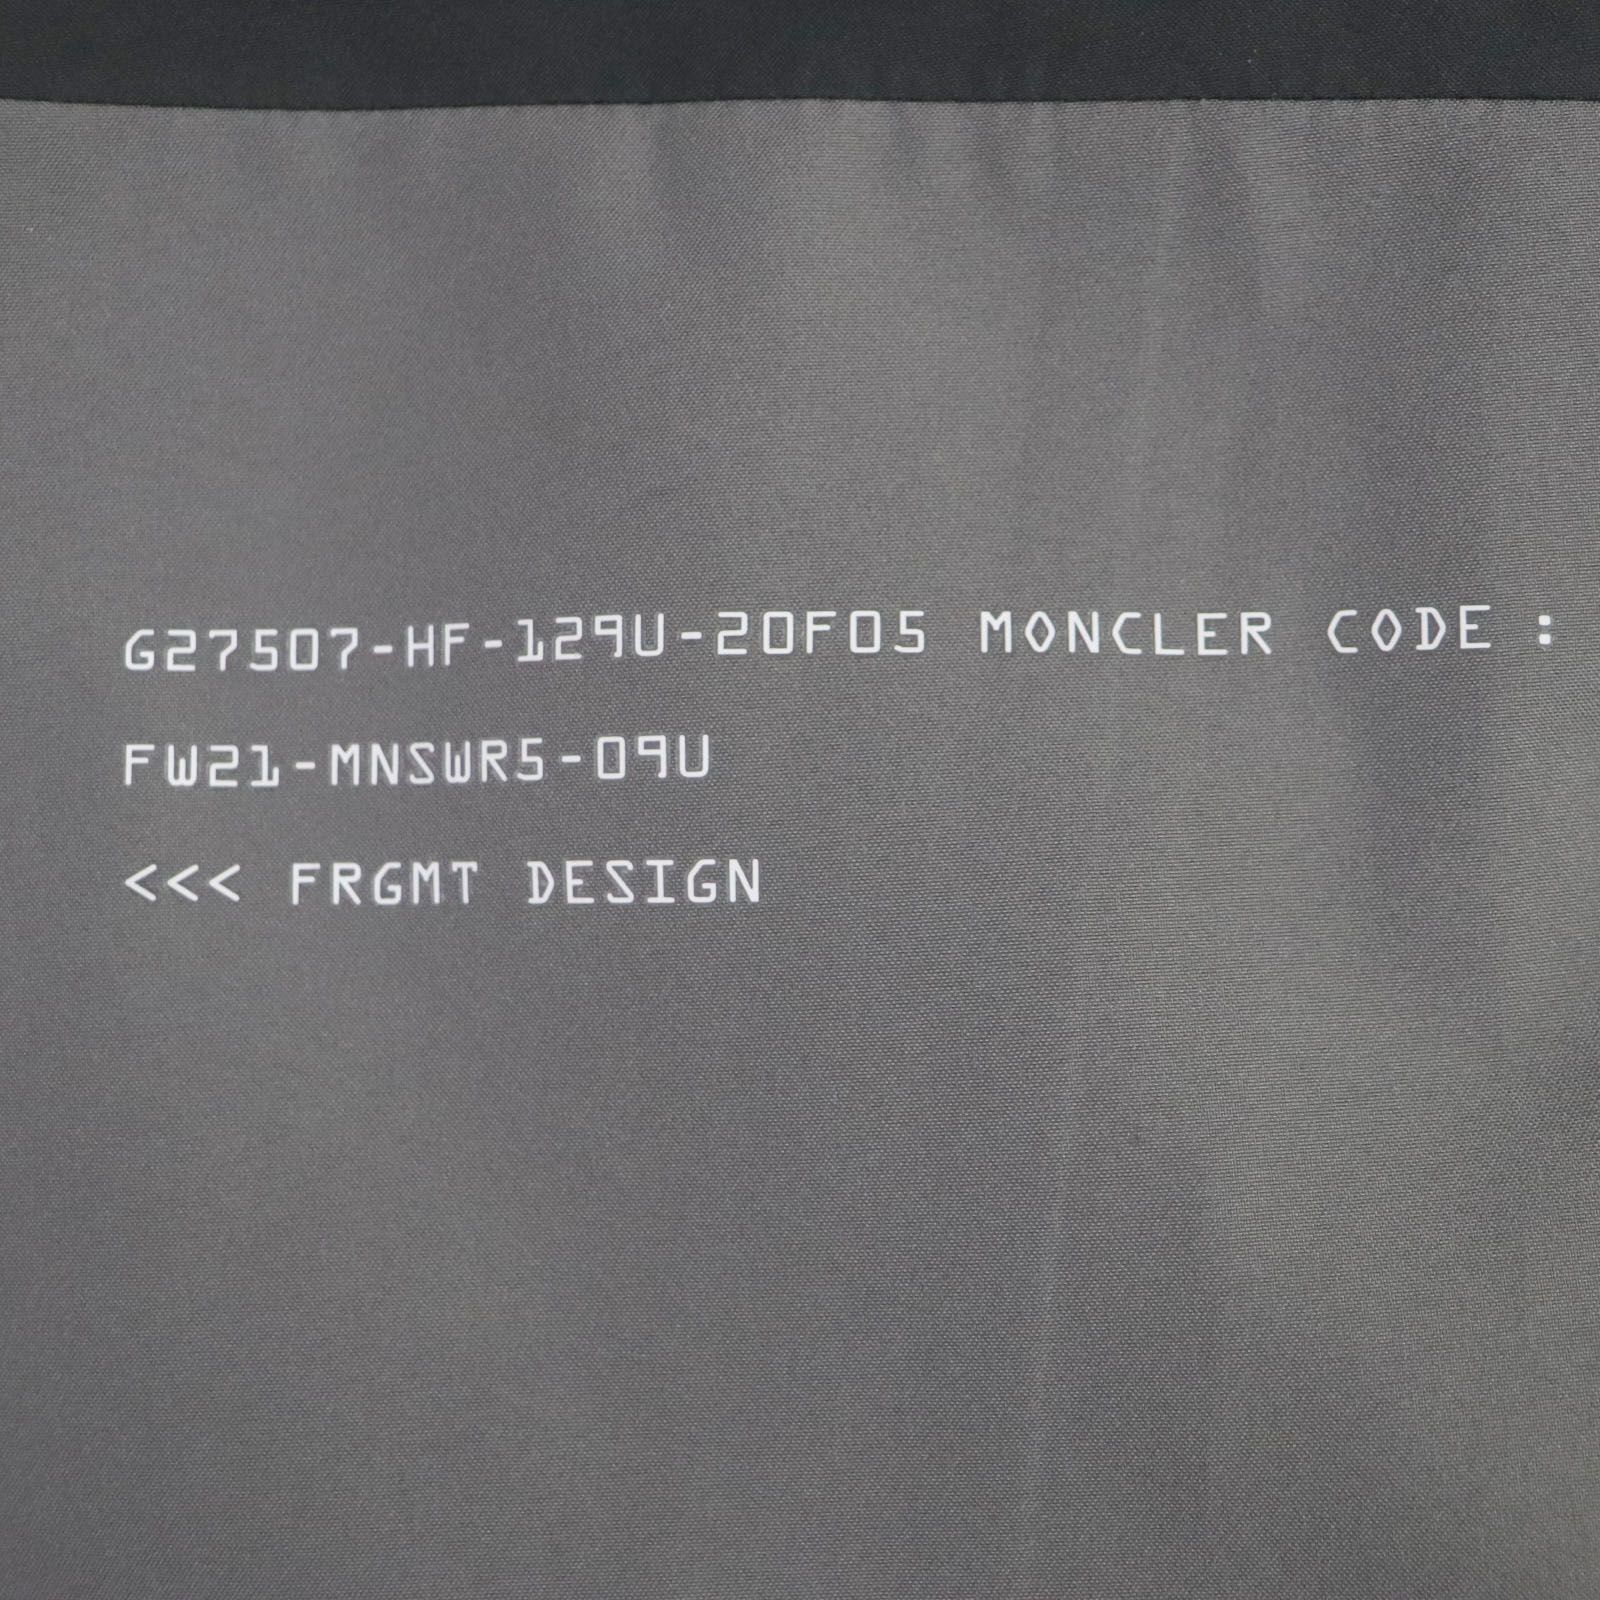 G27507-HF-129U-20F05 MONCLER CODE :
FW21-MNSWR5-09U
<<< FRGMT DESIGN